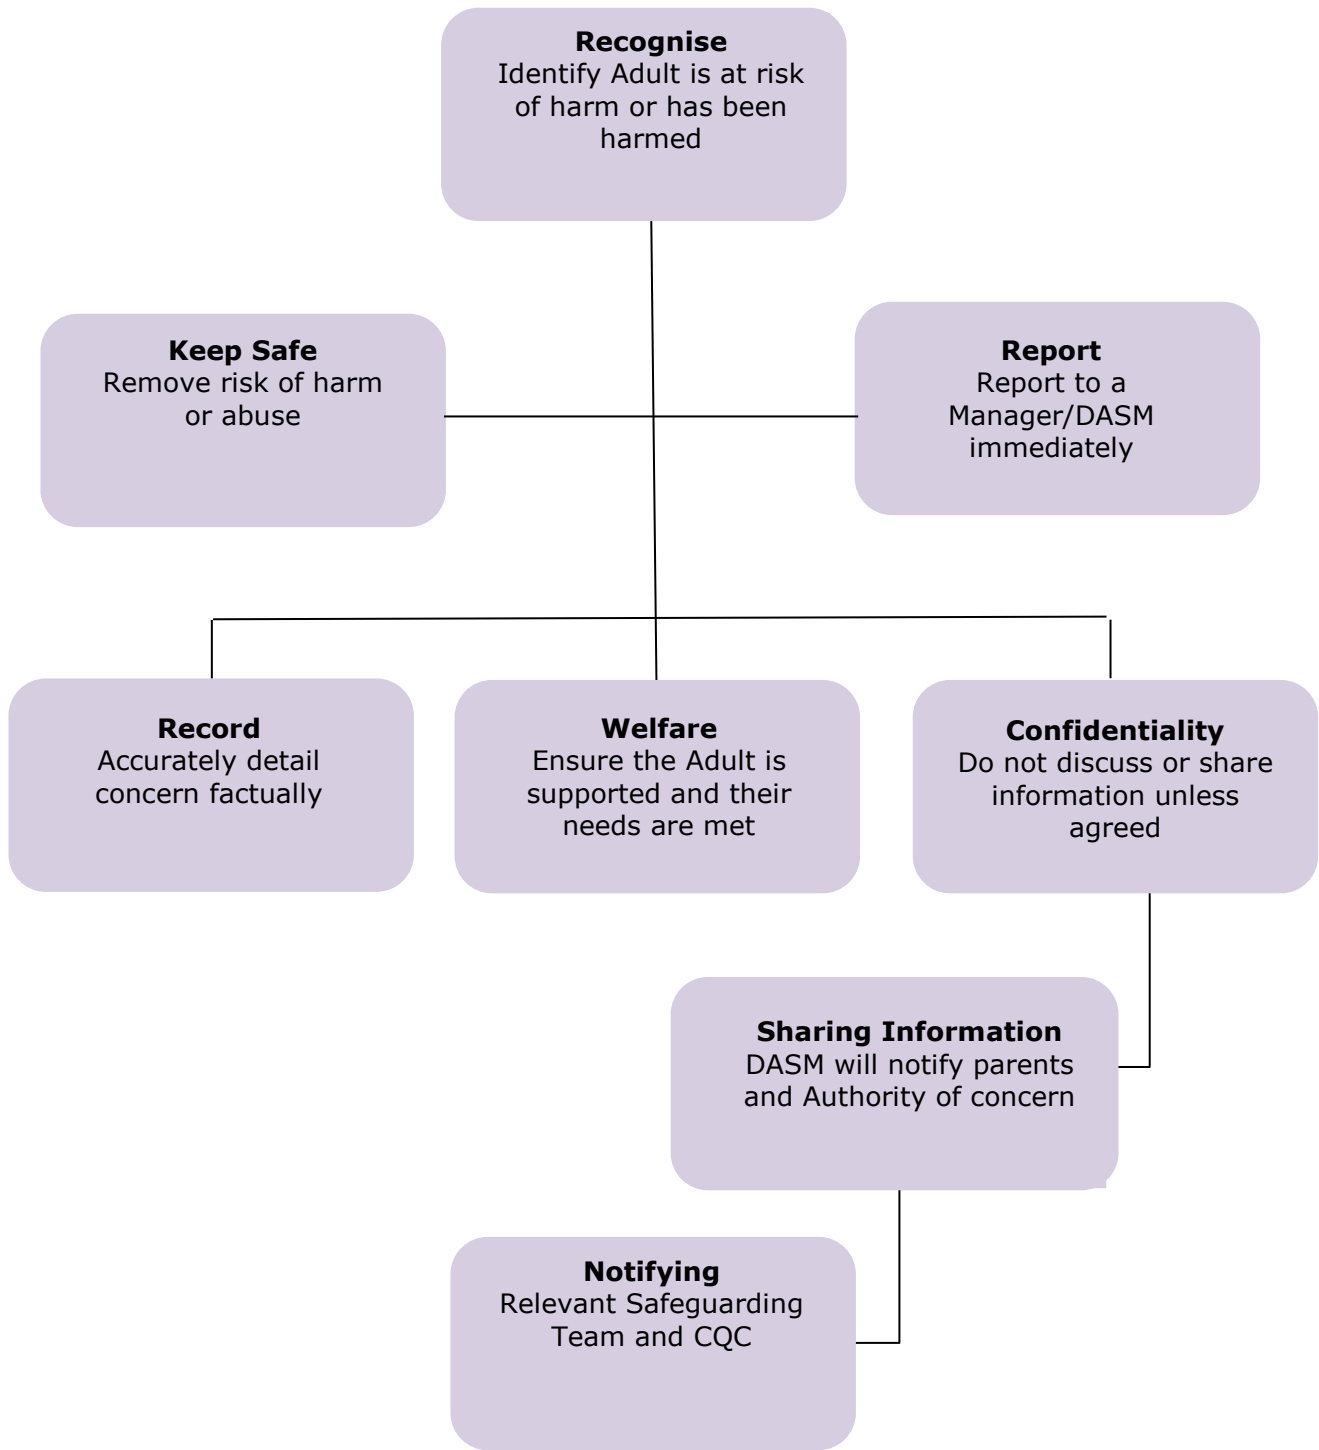 Recognise
Identify Adult is at risk
of harm or has been
harmed
Keep Safe
Remove risk of harm
or abuse
Report
Report to a
Manager/DASM
immediately
Record
Accurately detail
concern factually
Welfare
Ensure the Adult is
supported and their
needs are met
Confidentiality
Do not discuss or share
information unless
agreed
Sharing Information
DASM will notify parents
and Authority of concern
Notifying
Relevant Safeguarding
Team and CQC